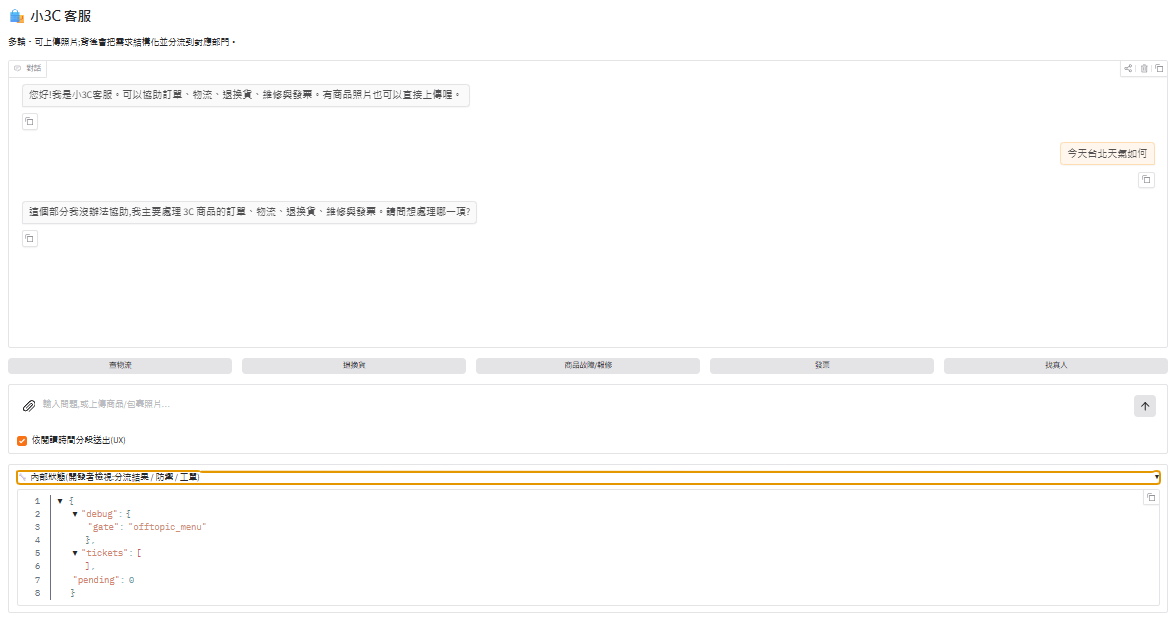 小3C 客服
多輪、可上傳照片;背後會把需求結構化並分流到對應部門。
對話
您好!我是小3C客服。可以協助訂單、物流、退換貨、維修與發票。有商品照片也可以直接上傳喔。
今天台北天氣如何
這個部分我沒辦法協助,我主要處理 3C 商品的訂單、物流、退換貨、維修與發票。請問想處理哪一項?
查物流
退換貨
商品故障/報修
發票
找真人
輸入問題,或上傳商品/包裹照片...
依閱讀時間分段送出(UX)
內部狀態(開發者檢視:分流結果 / 防禦 / 工單)
1 ▼ {
2 ▼ "debug": {
3 "gate": "offtopic_menu"
4 },
5 ▼ "tickets": [
6 ],
7 "pending": 0
8 }